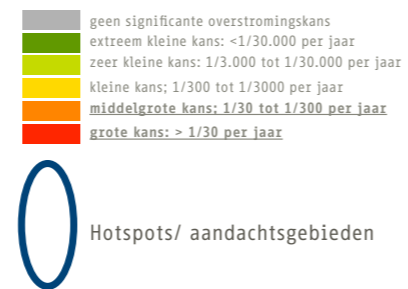 geen significante overstromingskans
extreem kleine kans: <1/30.000 per jaar
zeer kleine kans: 1/3.000 tot 1/30.000 per jaar
kleine kans; 1/300 tot 1/3000 per jaar
middelgrote kans; 1/30 tot 1/300 per jaar
grote kans: > 1/30 per jaar
Hotspots/ aandachtsgebieden